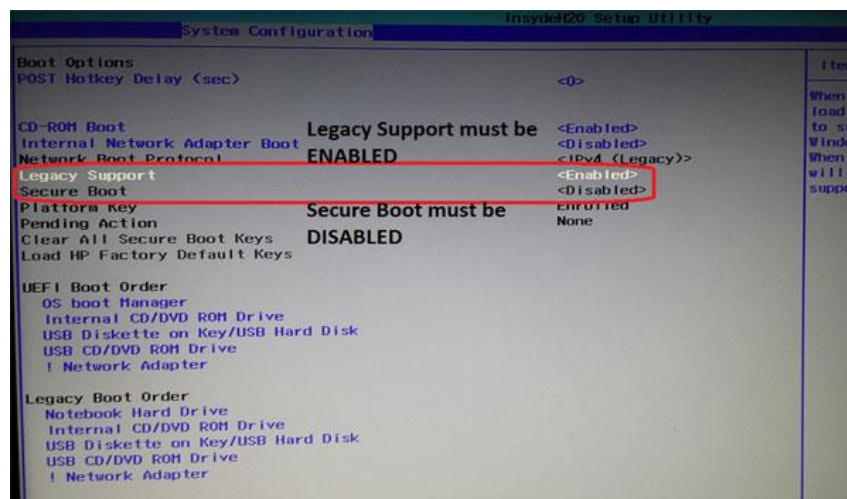 InsydeH20 Setup Utility
System Configuration
Boot Options
POST Hotkey Delay (sec) <0>
CD-ROM Boot <Enabled>
Internal Network Adapter Boot <Disabled>
Network Boot Protocol <IPv4 (Legacy)>
Legacy Support must be
ENABLED
Legacy Support <Enabled>
Secure Boot <Disabled>
Platform Key Enrolled
Pending Action None
Secure Boot must be
DISABLED
Clear All Secure Boot Keys
Load HP Factory Default Keys
UEFI Boot Order
OS boot Manager
Internal CD/DVD ROM Drive
USB Diskette on Key/USB Hard Disk
USB CD/DVD ROM Drive
! Network Adapter
Legacy Boot Order
Notebook Hard Drive
Internal CD/DVD ROM Drive
USB Diskette on Key/USB Hard Disk
USB CD/DVD ROM Drive
! Network Adapter
Ite
When
load
to s
Wind
When
will
supp